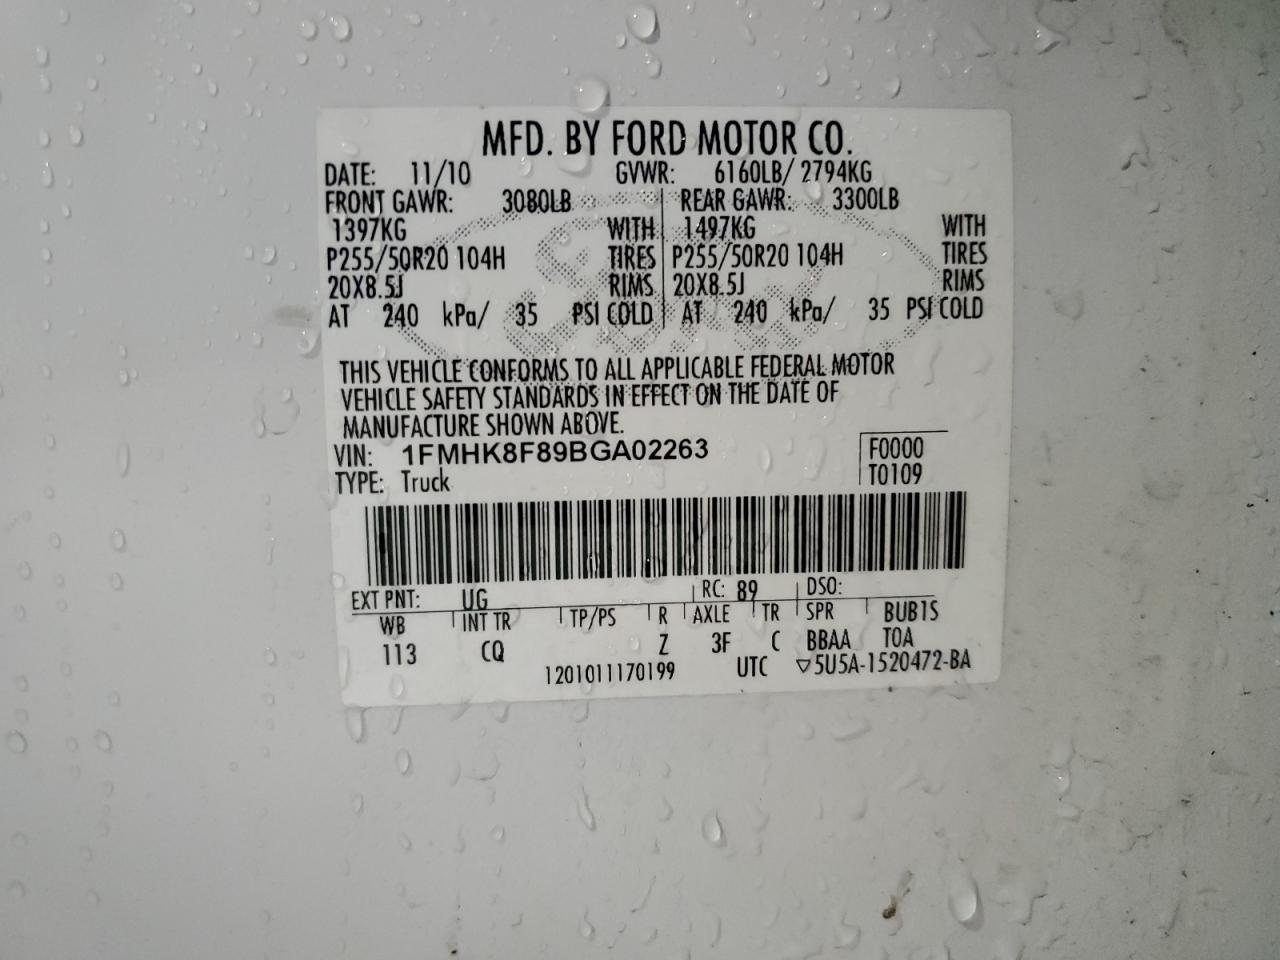 MFD. BY FORD MOTOR CO.
DATE: 11/10 GVWR: 6160LB/ 2794KG
FRONT GAWR: 3080LB REAR GAWR: 3300LB
1397KG WITH 1497KG WITH
P255/50R20 104H TIRES P255/50R20 104H TIRES
20X8.5J RIMS 20X8.5J RIMS
AT 240 kPa/ 35 PSI COLD AT 240 kPa/ 35 PSI COLD
THIS VEHICLE CONFORMS TO ALL APPLICABLE FEDERAL MOTOR
VEHICLE SAFETY STANDARDS IN EFFECT ON THE DATE OF
MANUFACTURE SHOWN ABOVE.
VIN: 1FMHK8F89BGA02263 F0000
TYPE: Truck T0109
EXT PNT: UG RC: 89 DSO:
WB INT TR TP/PS R AXLE TR SPR BUB1S
113 CQ Z 3F C BBAA TOA
1201011170199 UTC ▽5U5A-1520472-BA